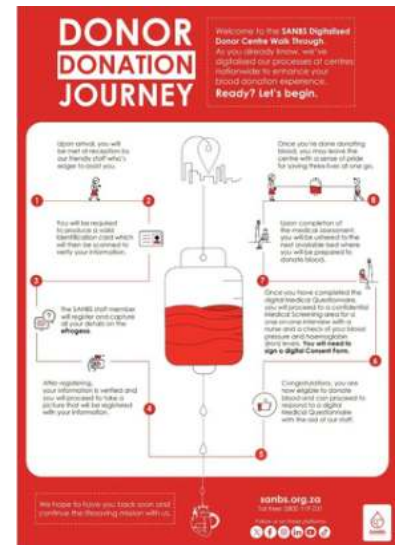 DONOR
DONATION
JOURNEY
Welcome to the SANBS Digitalised
Donor Centre Walk Through.
As you already know, we've
digitalised our processes at centres
nationwide to enhance your
blood donation experience.
Ready? Let's begin.
Upon arrival, you will
be met at reception by
our friendly staff who's
eager to assist you.
1
2
You will be required
to produce a valid
identification card which
will then be scanned to
verify your information.
3
The SANBS staff member
will register and capture
all your details on the
eProgesa.
After registering,
your information is verified and
you will proceed to take a
picture that will be registered
with your information.
4
5
Congratulations, you are
now eligible to donate
blood and can proceed to
respond to a digital
Medical Questionnaire
with the aid of our staff.
6
Once you have completed the
digital Medical Questionnaire,
you will proceed to a confidential
Medical Screening area for a
one on one interview with a
nurse and a check of your blood
pressure and haemoglobin
(iron) levels. You will need to
sign a digital Consent Form.
7
Upon completion of
the medical assessment,
you will be ushered to the
next available bed where
you will be prepared to
donate blood.
8
Once you're done donating
blood, you may leave the
centre with a sense of pride
for saving three lives at one go.
We hope to have you back soon and
continue the lifesaving mission with us.
sanbs.org.za
Toll free: 0800 119 031
Follow us on these platforms
SANBS